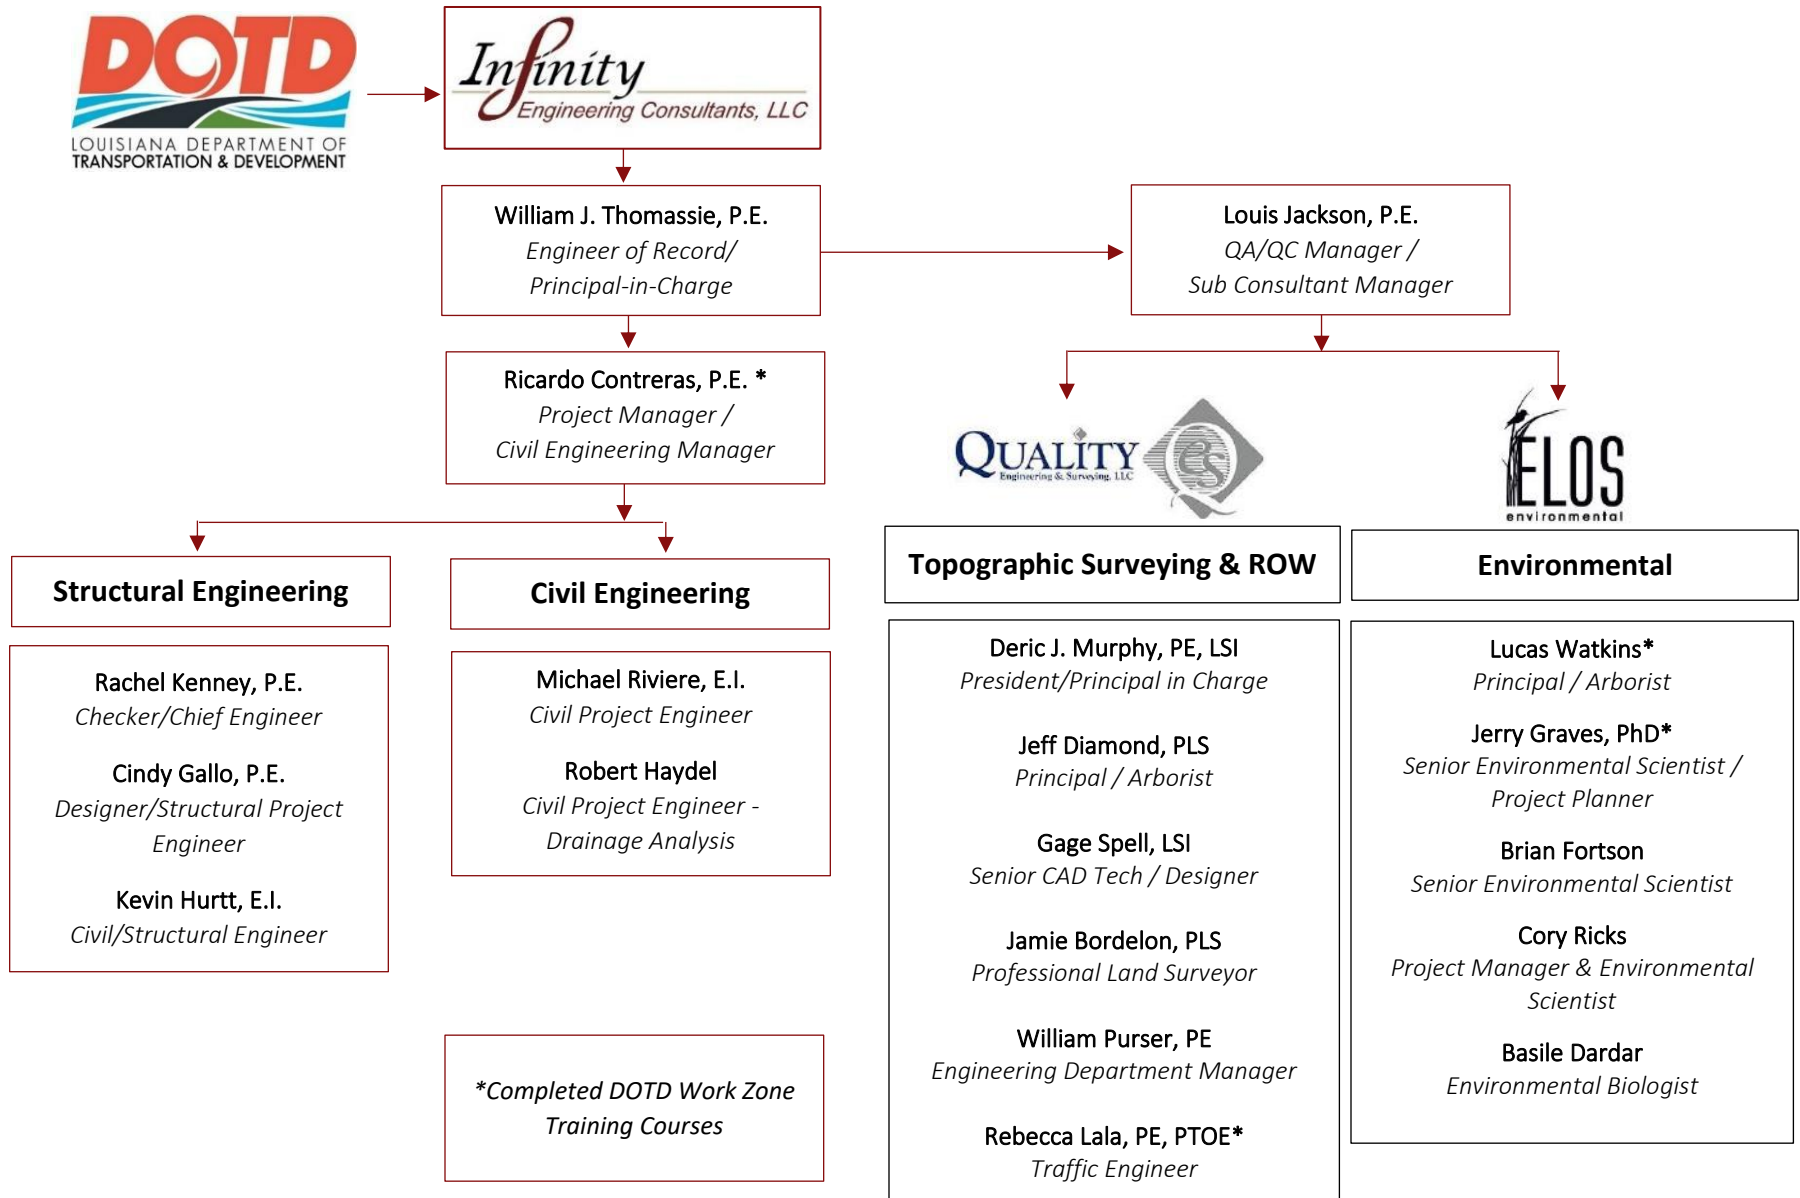 DOTD
LOUISIANA DEPARTMENT OF
TRANSPORTATION & DEVELOPMENT
Infinity
Engineering Consultants, LLC
William J. Thomassie, P.E.
Engineer of Record/
Principal-in-Charge
Louis Jackson, P.E.
QA/QC Manager /
Sub Consultant Manager
Ricardo Contreras, P.E. *
Project Manager /
Civil Engineering Manager
QUALITY
Engineering & Surveying, LLC
QES
ELOS
environmental
Structural Engineering
Rachel Kenney, P.E.
Checker/Chief Engineer
Cindy Gallo, P.E.
Designer/Structural Project
Engineer
Kevin Hurtt, E.I.
Civil/Structural Engineer
Civil Engineering
Michael Riviere, E.I.
Civil Project Engineer
Robert Haydel
Civil Project Engineer -
Drainage Analysis
*Completed DOTD Work Zone
Training Courses
Topographic Surveying & ROW
Deric J. Murphy, PE, LSI
President/Principal in Charge
Jeff Diamond, PLS
Principal / Arborist
Gage Spell, LSI
Senior CAD Tech / Designer
Jamie Bordelon, PLS
Professional Land Surveyor
William Purser, PE
Engineering Department Manager
Rebecca Lala, PE, PTOE*
Traffic Engineer
Environmental
Lucas Watkins*
Principal / Arborist
Jerry Graves, PhD*
Senior Environmental Scientist /
Project Planner
Brian Fortson
Senior Environmental Scientist
Cory Ricks
Project Manager & Environmental
Scientist
Basile Dardar
Environmental Biologist